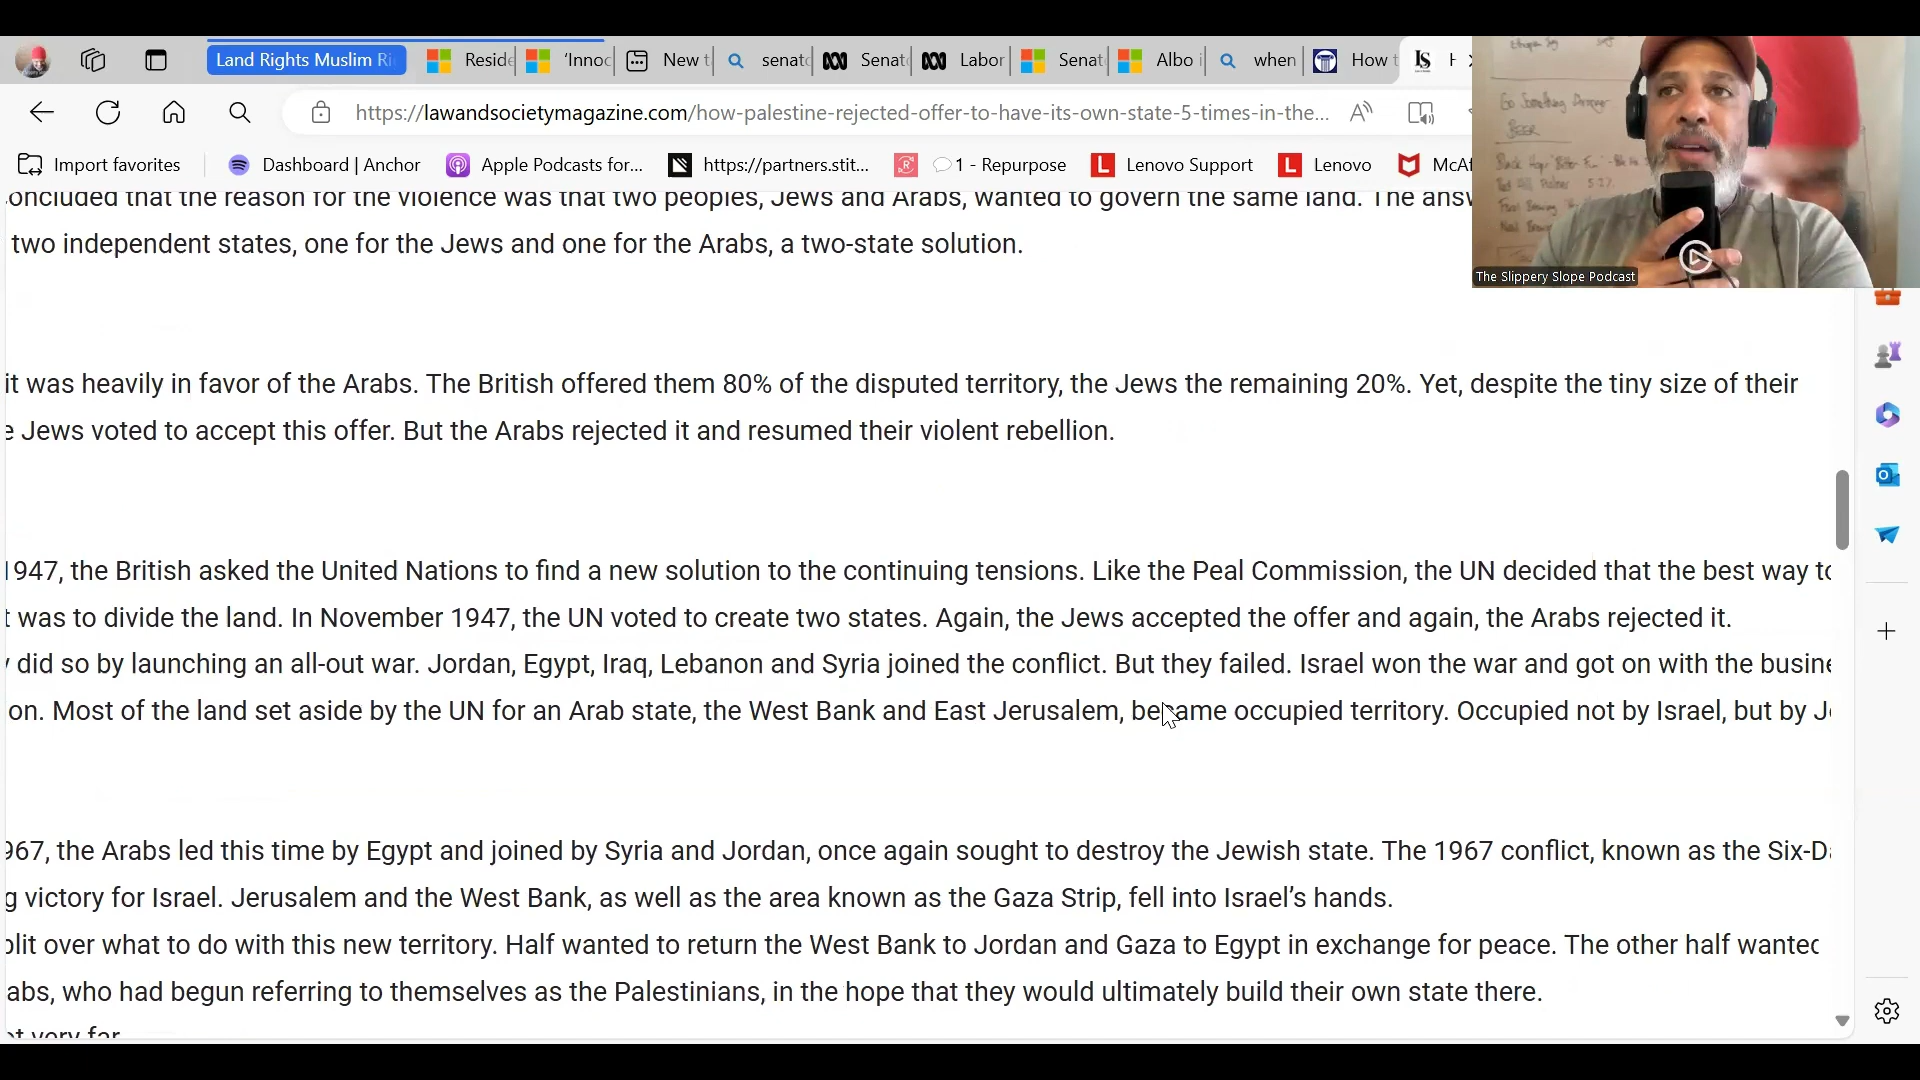 Land Rights Muslim Ri
Reside
'Innoc
New t
senat
Senat
Labor
Senat
Albo i
when
How t
https://lawandsocietymagazine.com/how-palestine-rejected-offer-to-have-its-own-state-5-times-in-the...
Import favorites
Dashboard | Anchor
Apple Podcasts for...
https://partners.stit...
1 - Repurpose
Lenovo Support
Lenovo
McAf
The Slippery Slope Podcast
oncluded that the reason for the violence was that two peoples, Jews and Arabs, wanted to govern the same land. The answ
two independent states, one for the Jews and one for the Arabs, a two-state solution.
it was heavily in favor of the Arabs. The British offered them 80% of the disputed territory, the Jews the remaining 20%. Yet, despite the tiny size of their
e Jews voted to accept this offer. But the Arabs rejected it and resumed their violent rebellion.
1947, the British asked the United Nations to find a new solution to the continuing tensions. Like the Peal Commission, the UN decided that the best way to
t was to divide the land. In November 1947, the UN voted to create two states. Again, the Jews accepted the offer and again, the Arabs rejected it.
y did so by launching an all-out war. Jordan, Egypt, Iraq, Lebanon and Syria joined the conflict. But they failed. Israel won the war and got on with the busine
on. Most of the land set aside by the UN for an Arab state, the West Bank and East Jerusalem, became occupied territory. Occupied not by Israel, but by Jo
967, the Arabs led this time by Egypt and joined by Syria and Jordan, once again sought to destroy the Jewish state. The 1967 conflict, known as the Six-Da
g victory for Israel. Jerusalem and the West Bank, as well as the area known as the Gaza Strip, fell into Israel's hands.
plit over what to do with this new territory. Half wanted to return the West Bank to Jordan and Gaza to Egypt in exchange for peace. The other half wanted
abs, who had begun referring to themselves as the Palestinians, in the hope that they would ultimately build their own state there.
ot very far